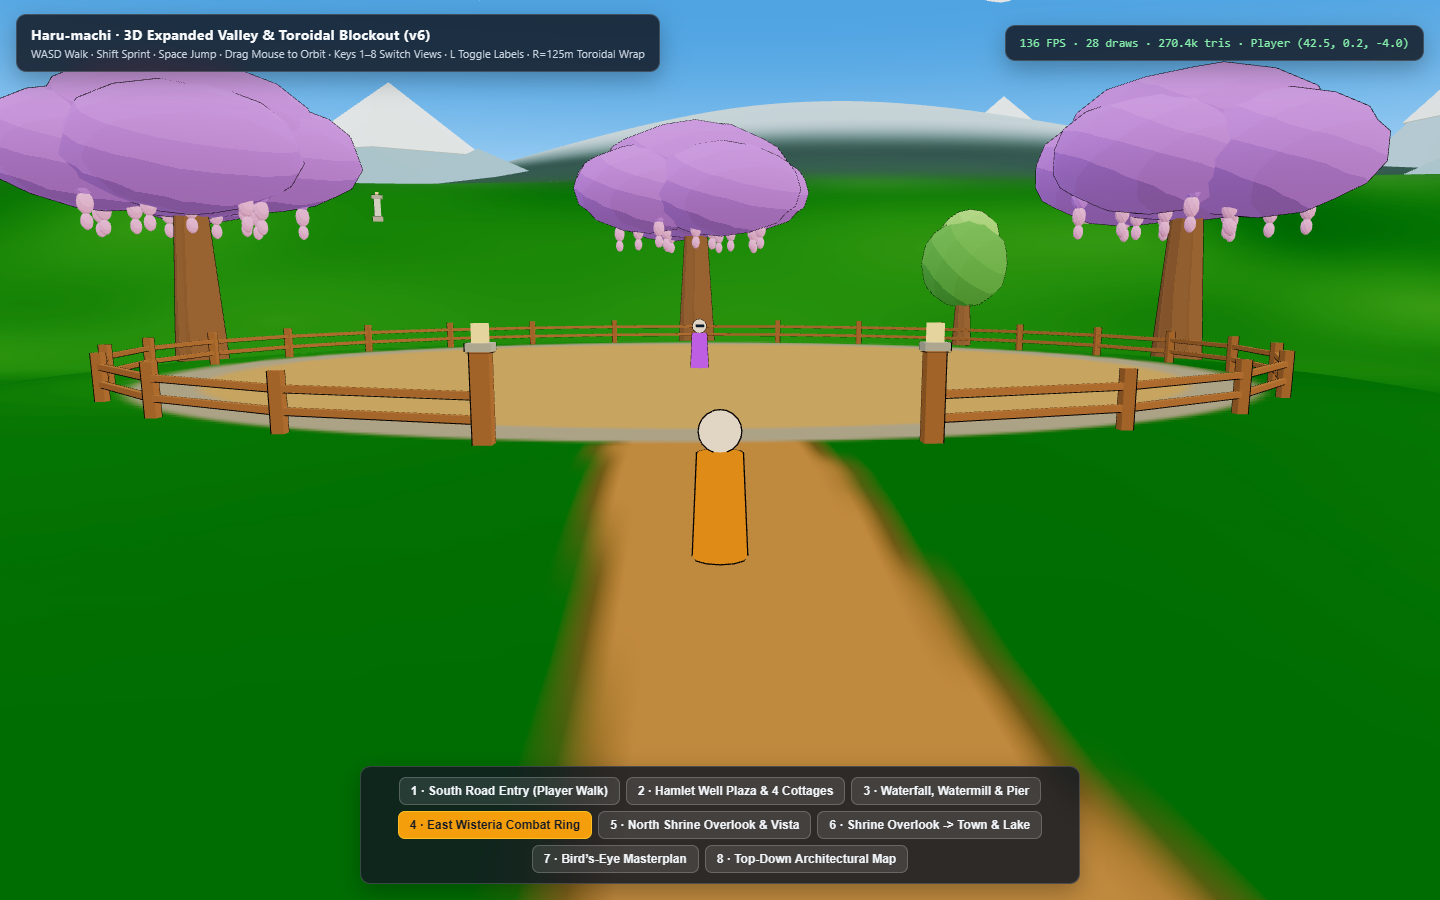 Haru-machi · 3D Expanded Valley & Toroidal Blockout (v6)
WASD Walk · Shift Sprint · Space Jump · Drag Mouse to Orbit · Keys 1–8 Switch Views · L Toggle Labels · R=125m Toroidal Wrap
136 FPS · 28 draws · 270.4k tris · Player (42.5, 0.2, -4.0)
1 · South Road Entry (Player Walk)
2 · Hamlet Well Plaza & 4 Cottages
3 · Waterfall, Watermill & Pier
4 · East Wisteria Combat Ring
5 · North Shrine Overlook & Vista
6 · Shrine Overlook -> Town & Lake
7 · Bird's-Eye Masterplan
8 · Top-Down Architectural Map